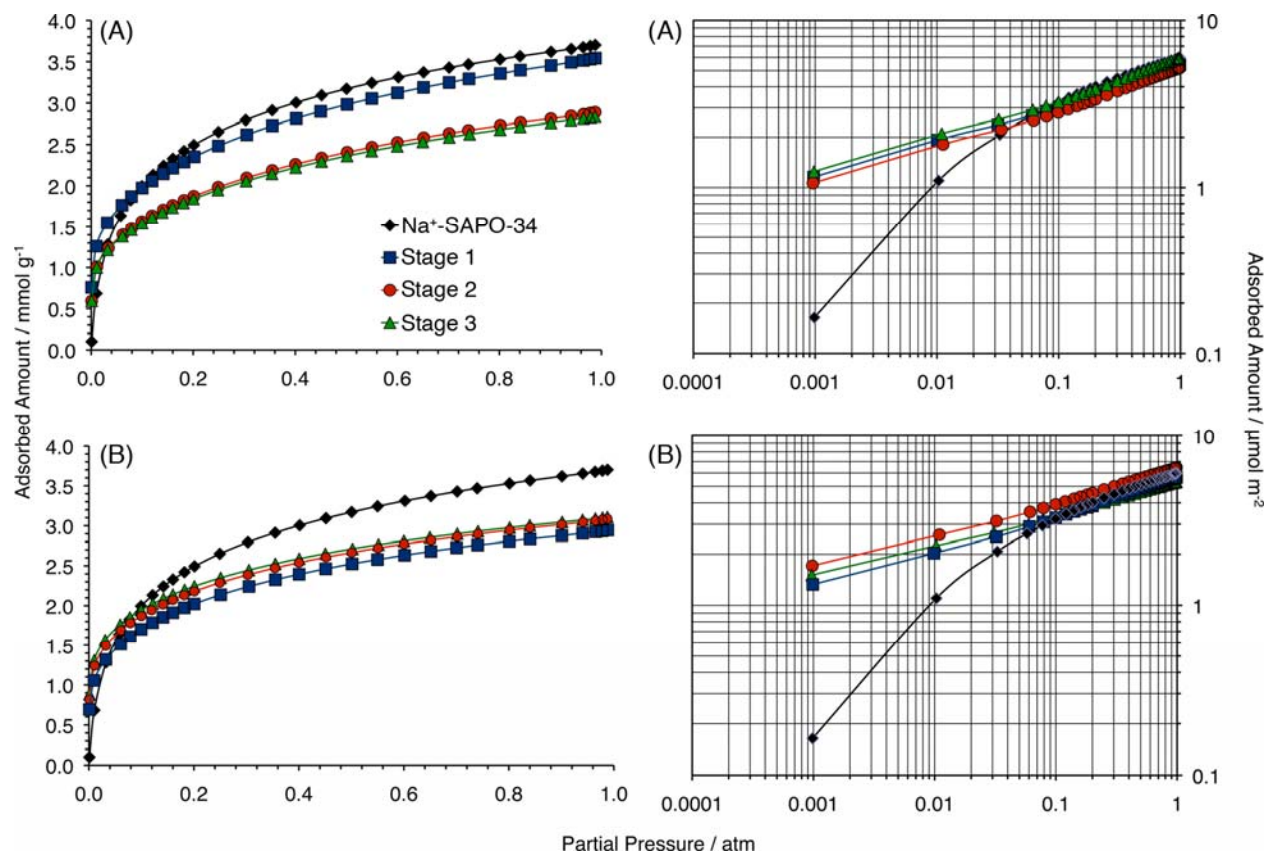 (A)
4.0
3.5
3.0
2.5
2.0
1.5
1.0
0.5
0.0
0.0 0.2 0.4 0.6 0.8 1.0
Na⁺-SAPO-34
Stage 1
Stage 2
Stage 3
(A)
10
1
0.1
0.0001 0.001 0.01 0.1 1
(B)
4.0
3.5
3.0
2.5
2.0
1.5
1.0
0.5
0.0
0.0 0.2 0.4 0.6 0.8 1.0
(B)
10
1
0.1
0.0001 0.001 0.01 0.1 1
Adsorbed Amount / mmol g⁻¹
Adsorbed Amount / μmol m⁻²
Partial Pressure / atm